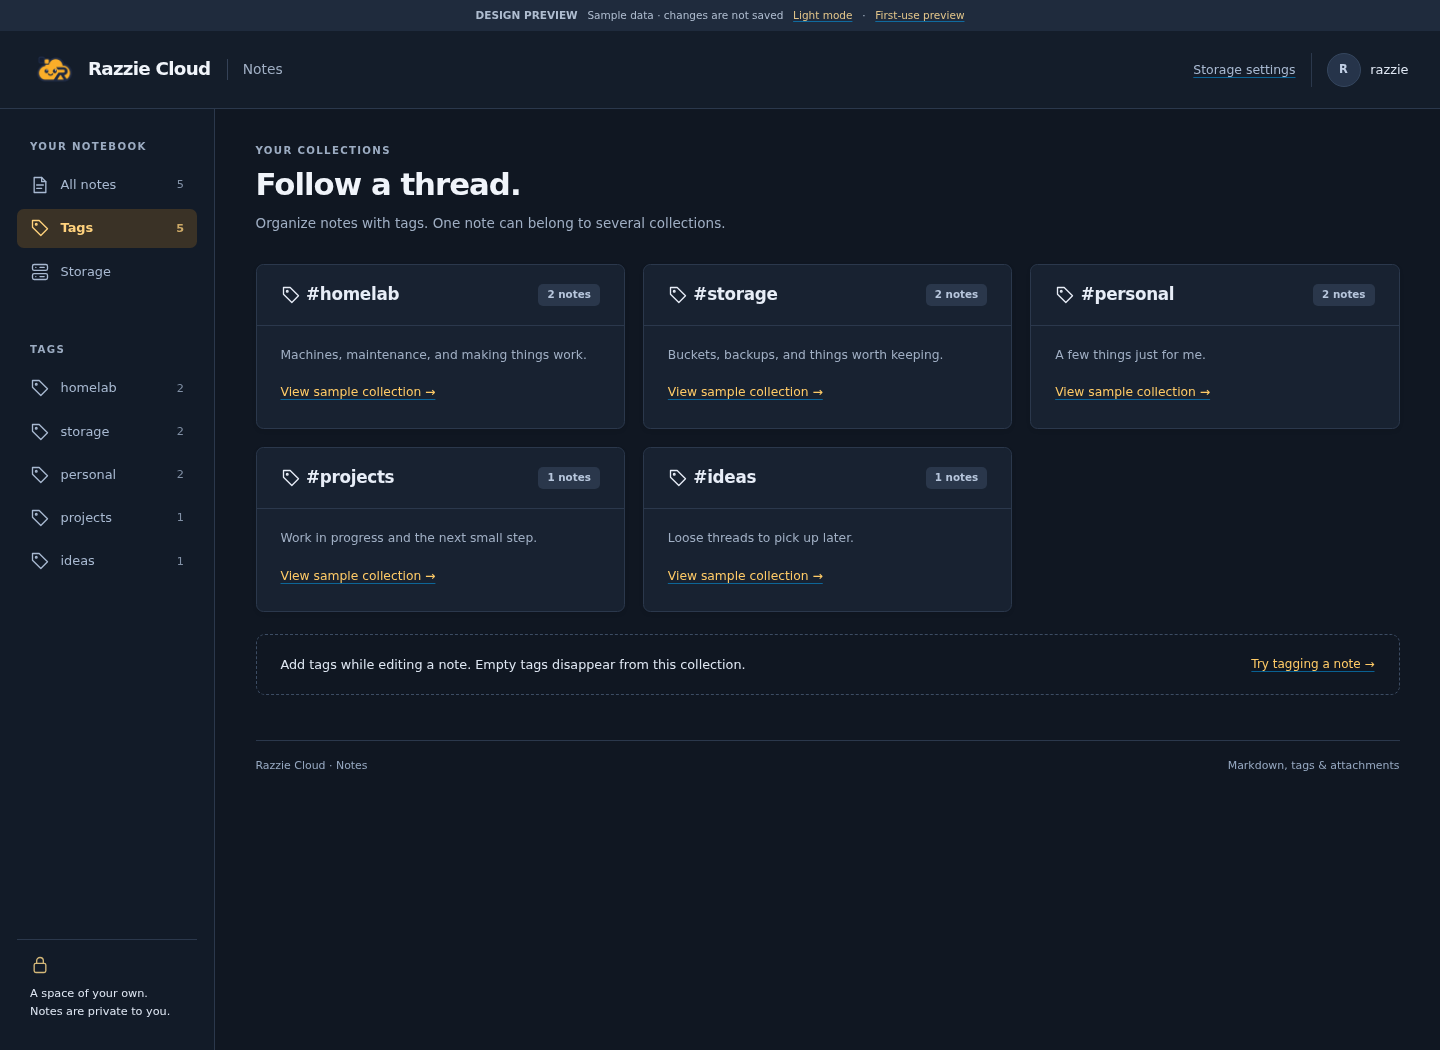 DESIGN PREVIEW Sample data · changes are not saved Light mode · First-use preview
Razzie Cloud Notes
Storage settings R razzie
YOUR NOTEBOOK
All notes 5
Tags 5
Storage
TAGS
homelab 2
storage 2
personal 2
projects 1
ideas 1
A space of your own.
Notes are private to you.
YOUR COLLECTIONS
Follow a thread.
Organize notes with tags. One note can belong to several collections.
#homelab 2 notes
Machines, maintenance, and making things work.
View sample collection →
#storage 2 notes
Buckets, backups, and things worth keeping.
View sample collection →
#personal 2 notes
A few things just for me.
View sample collection →
#projects 1 notes
Work in progress and the next small step.
View sample collection →
#ideas 1 notes
Loose threads to pick up later.
View sample collection →
Add tags while editing a note. Empty tags disappear from this collection.
Try tagging a note →
Razzie Cloud · Notes
Markdown, tags & attachments